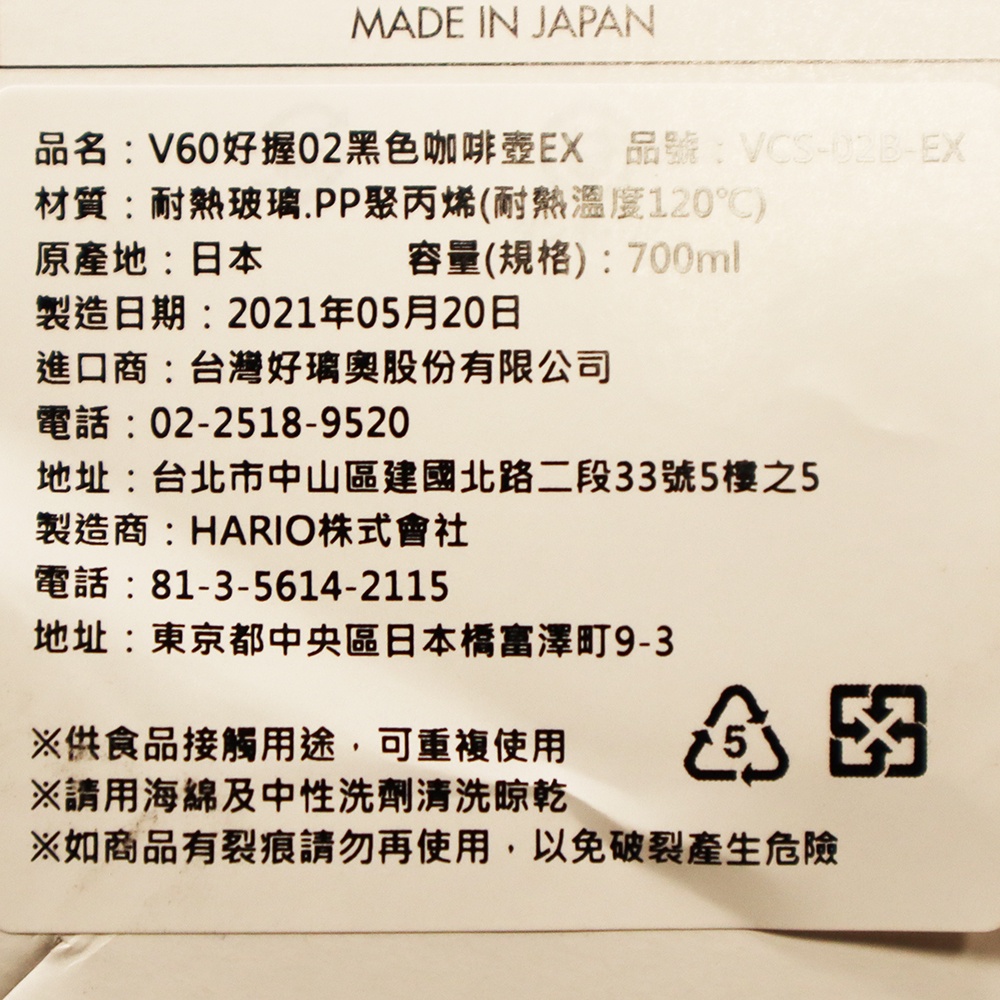 MADE IN JAPAN
品名：V60好握02黑色咖啡壺EX 品號：VCS-02B-EX
材質：耐熱玻璃.PP聚丙烯(耐熱溫度120℃)
原產地：日本 容量(規格)：700ml
製造日期：2021年05月20日
進口商：台灣好璃奧股份有限公司
電話：02-2518-9520
地址：台北市中山區建國北路二段33號5樓之5
製造商：HARIO株式會社
電話：81-3-5614-2115
地址：東京都中央區日本橋富澤町9-3
※供食品接觸用途，可重複使用
5
※請用海綿及中性洗劑清洗晾乾
※如商品有裂痕請勿再使用，以免破裂產生危險